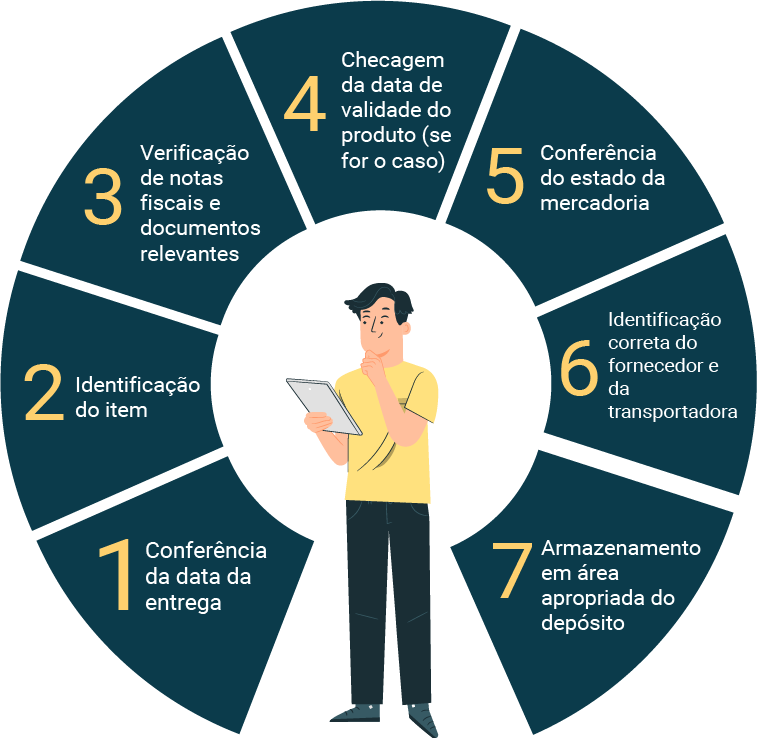 1
Conferência
da data da
entrega
2
Identificação
do item
3
Verificação
de notas
fiscais e
documentos
relevantes
4
Checagem
da data de
validade do
produto (se
for o caso)
5
Conferência
do estado da
mercadoria
6
Identificação
correta do
fornecedor e
da
transportadora
7
Armazenamento
em área
apropriada do
depósito